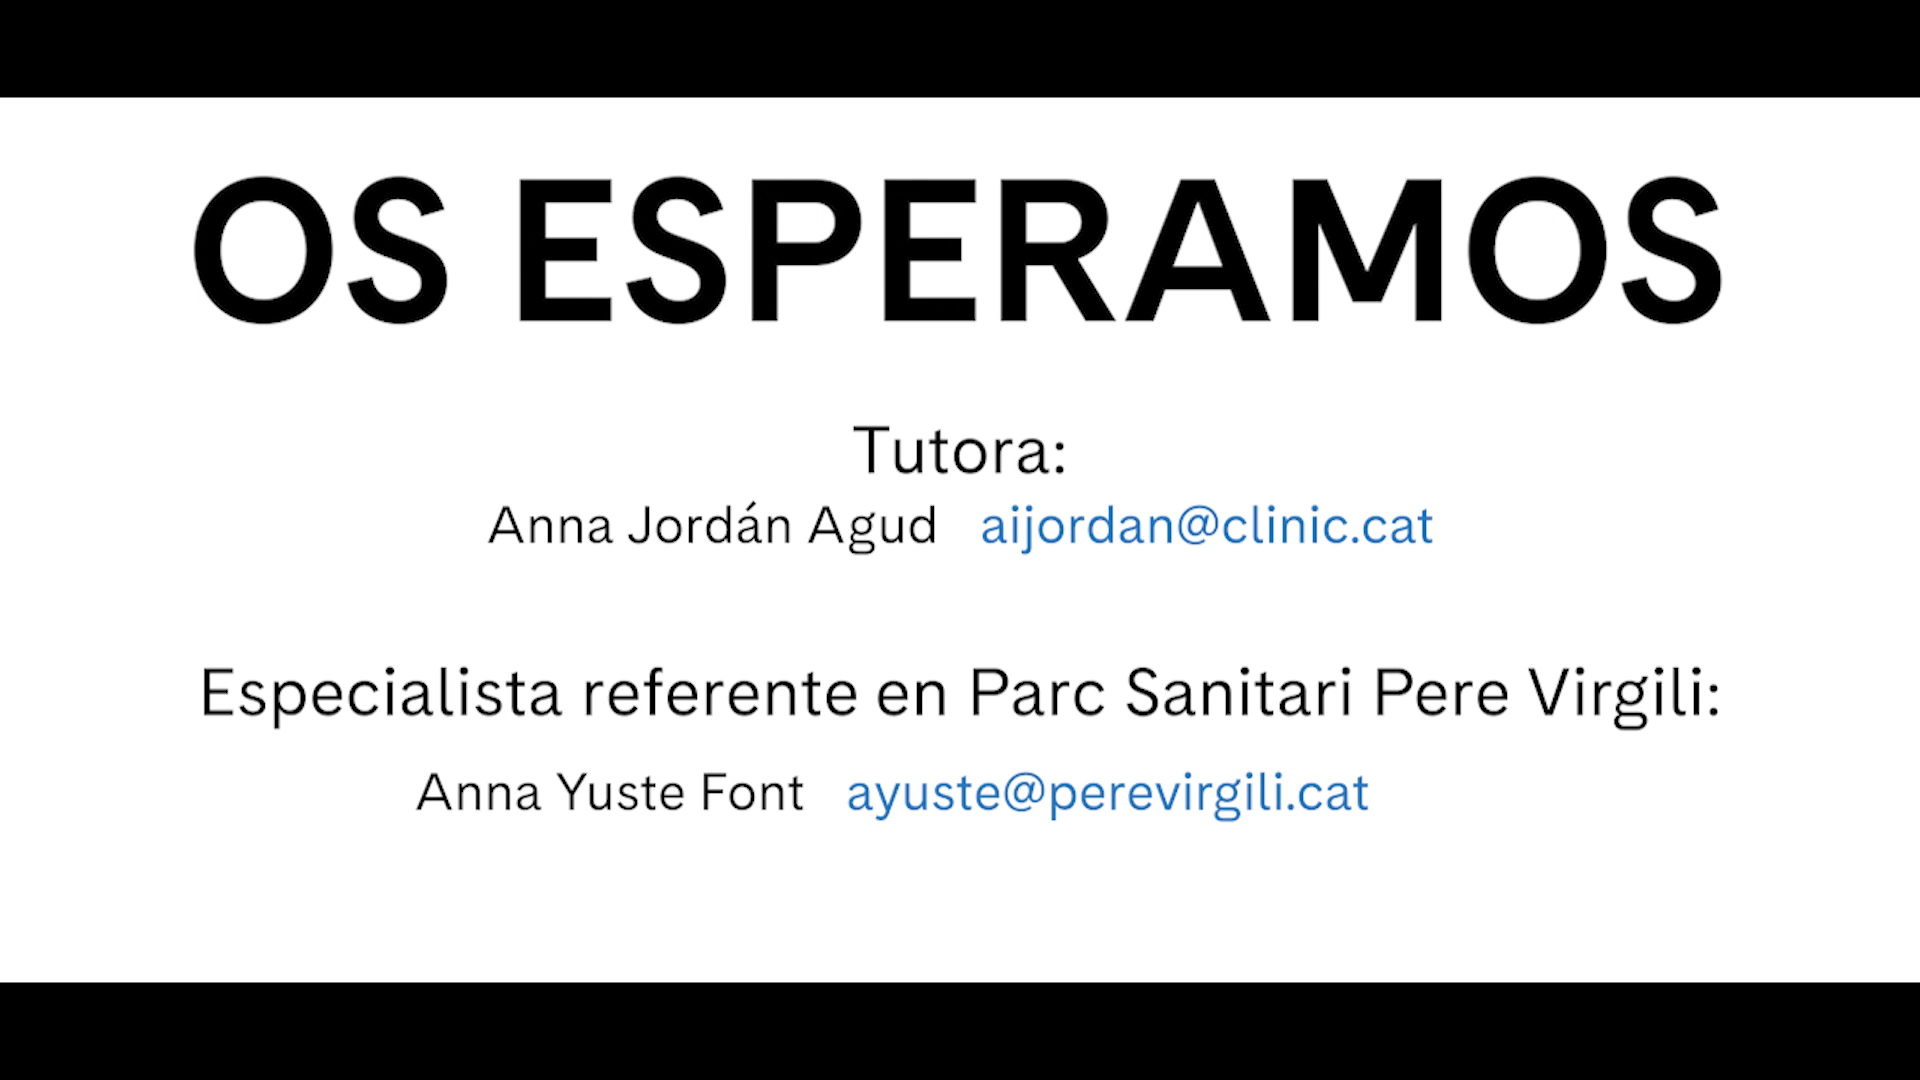 OS ESPERAMOS
Tutora:
Anna Jordán Agud aijordan@clinic.cat
Especialista referente en Parc Sanitari Pere Virgili:
Anna Yuste Font ayuste@perevirgili.cat